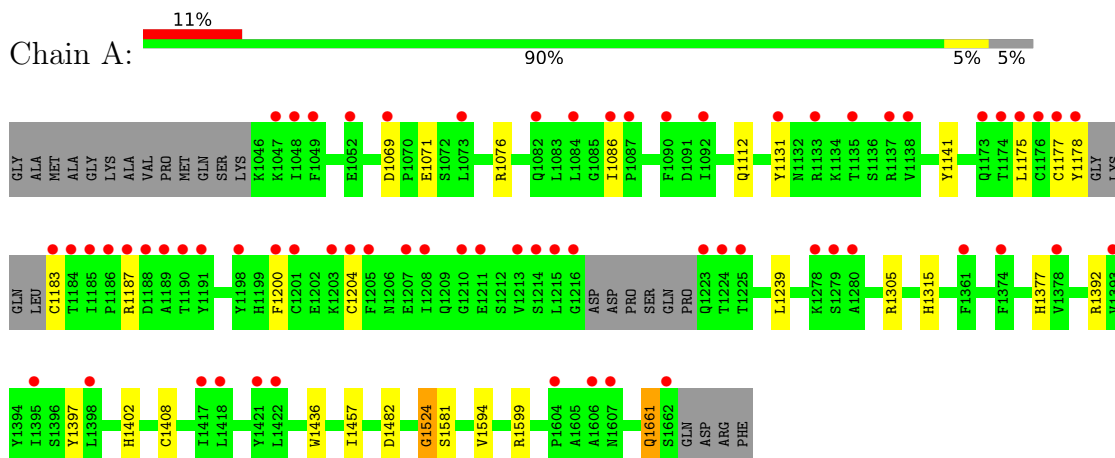 11%
Chain A:
90% 5% 5%
GLY ALA MET ALA GLY LYS ALA VAL PRO MET GLN SER LYS K1046 K1047 I1048 F1049 E1052 D1069 P1070 E1071 S1072 L1073 R1076 Q1082 L1083 L1084 G1085 I1086 P1087 F1090 D1091 I1092 Q1112 Y1131 N1132 R1133 K1134 T1135 S1136 R1137 V1138 Y1141 Q1173 T1174 L1175 C1176 C1177 Y1178 GLY LYS
GLN LEU C1183 T1184 I1185 P1186 R1187 D1188 A1189 T1190 Y1191 Y1198 H1199 F1200 C1201 E1202 K1203 C1204 F1205 N1206 E1207 I1208 Q1209 Q1210 E1211 S1212 V1213 S1214 L1215 G1216 ASP ASP PRO SER GLN PRO Q1223 T1224 T1225 L1239 K1278 S1279 A1280 R1305 H1315 F1361 F1374 H1377 V1378 R1392 V1393
Y1394 I1395 S1396 Y1397 L1398 H1402 C1408 I1417 L1418 Y1421 L1422 W1436 I1457 D1482 G1524 S1581 V1594 R1599 P1604 A1605 A1606 N1607 Q1661 S1662 GLN ASP ARG PHE